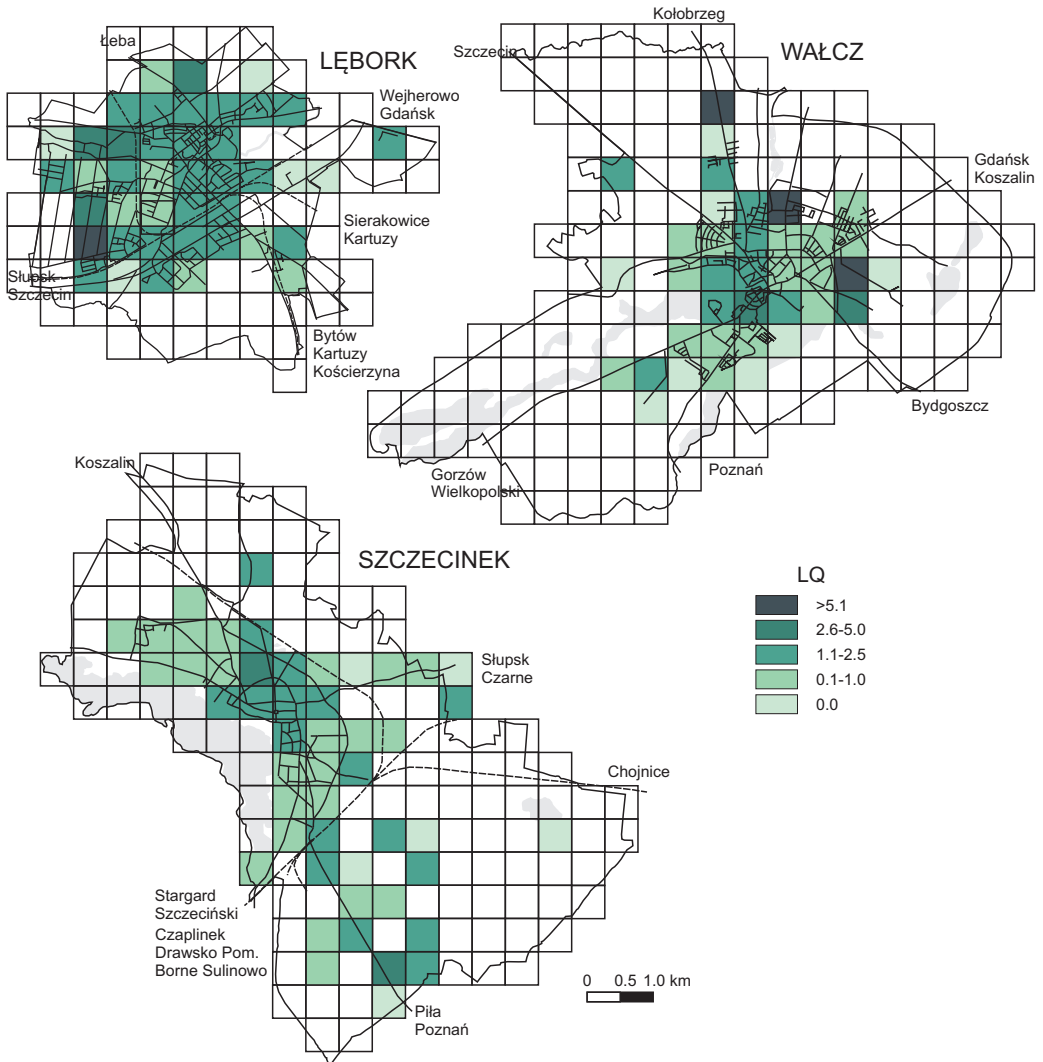 Łeba
LĘBORK
Wejherowo
Gdańsk
Sierakowice
Kartuzy
Słupsk
Szczecin
Bytów
Kartuzy
Kościerzyna
Kołobrzeg
Szczecin
WAŁCZ
Gdańsk
Koszalin
Bydgoszcz
Poznań
Gorzów
Wielkopolski
Koszalin
SZCZECINEK
Słupsk
Czarne
Chojnice
Stargard
Szczeciński
Czaplinek
Drawsko Pom.
Borne Sulinowo
Piła
Poznań
LQ
>5.1
2.6-5.0
1.1-2.5
0.1-1.0
0.0
0 0.5 1.0 km